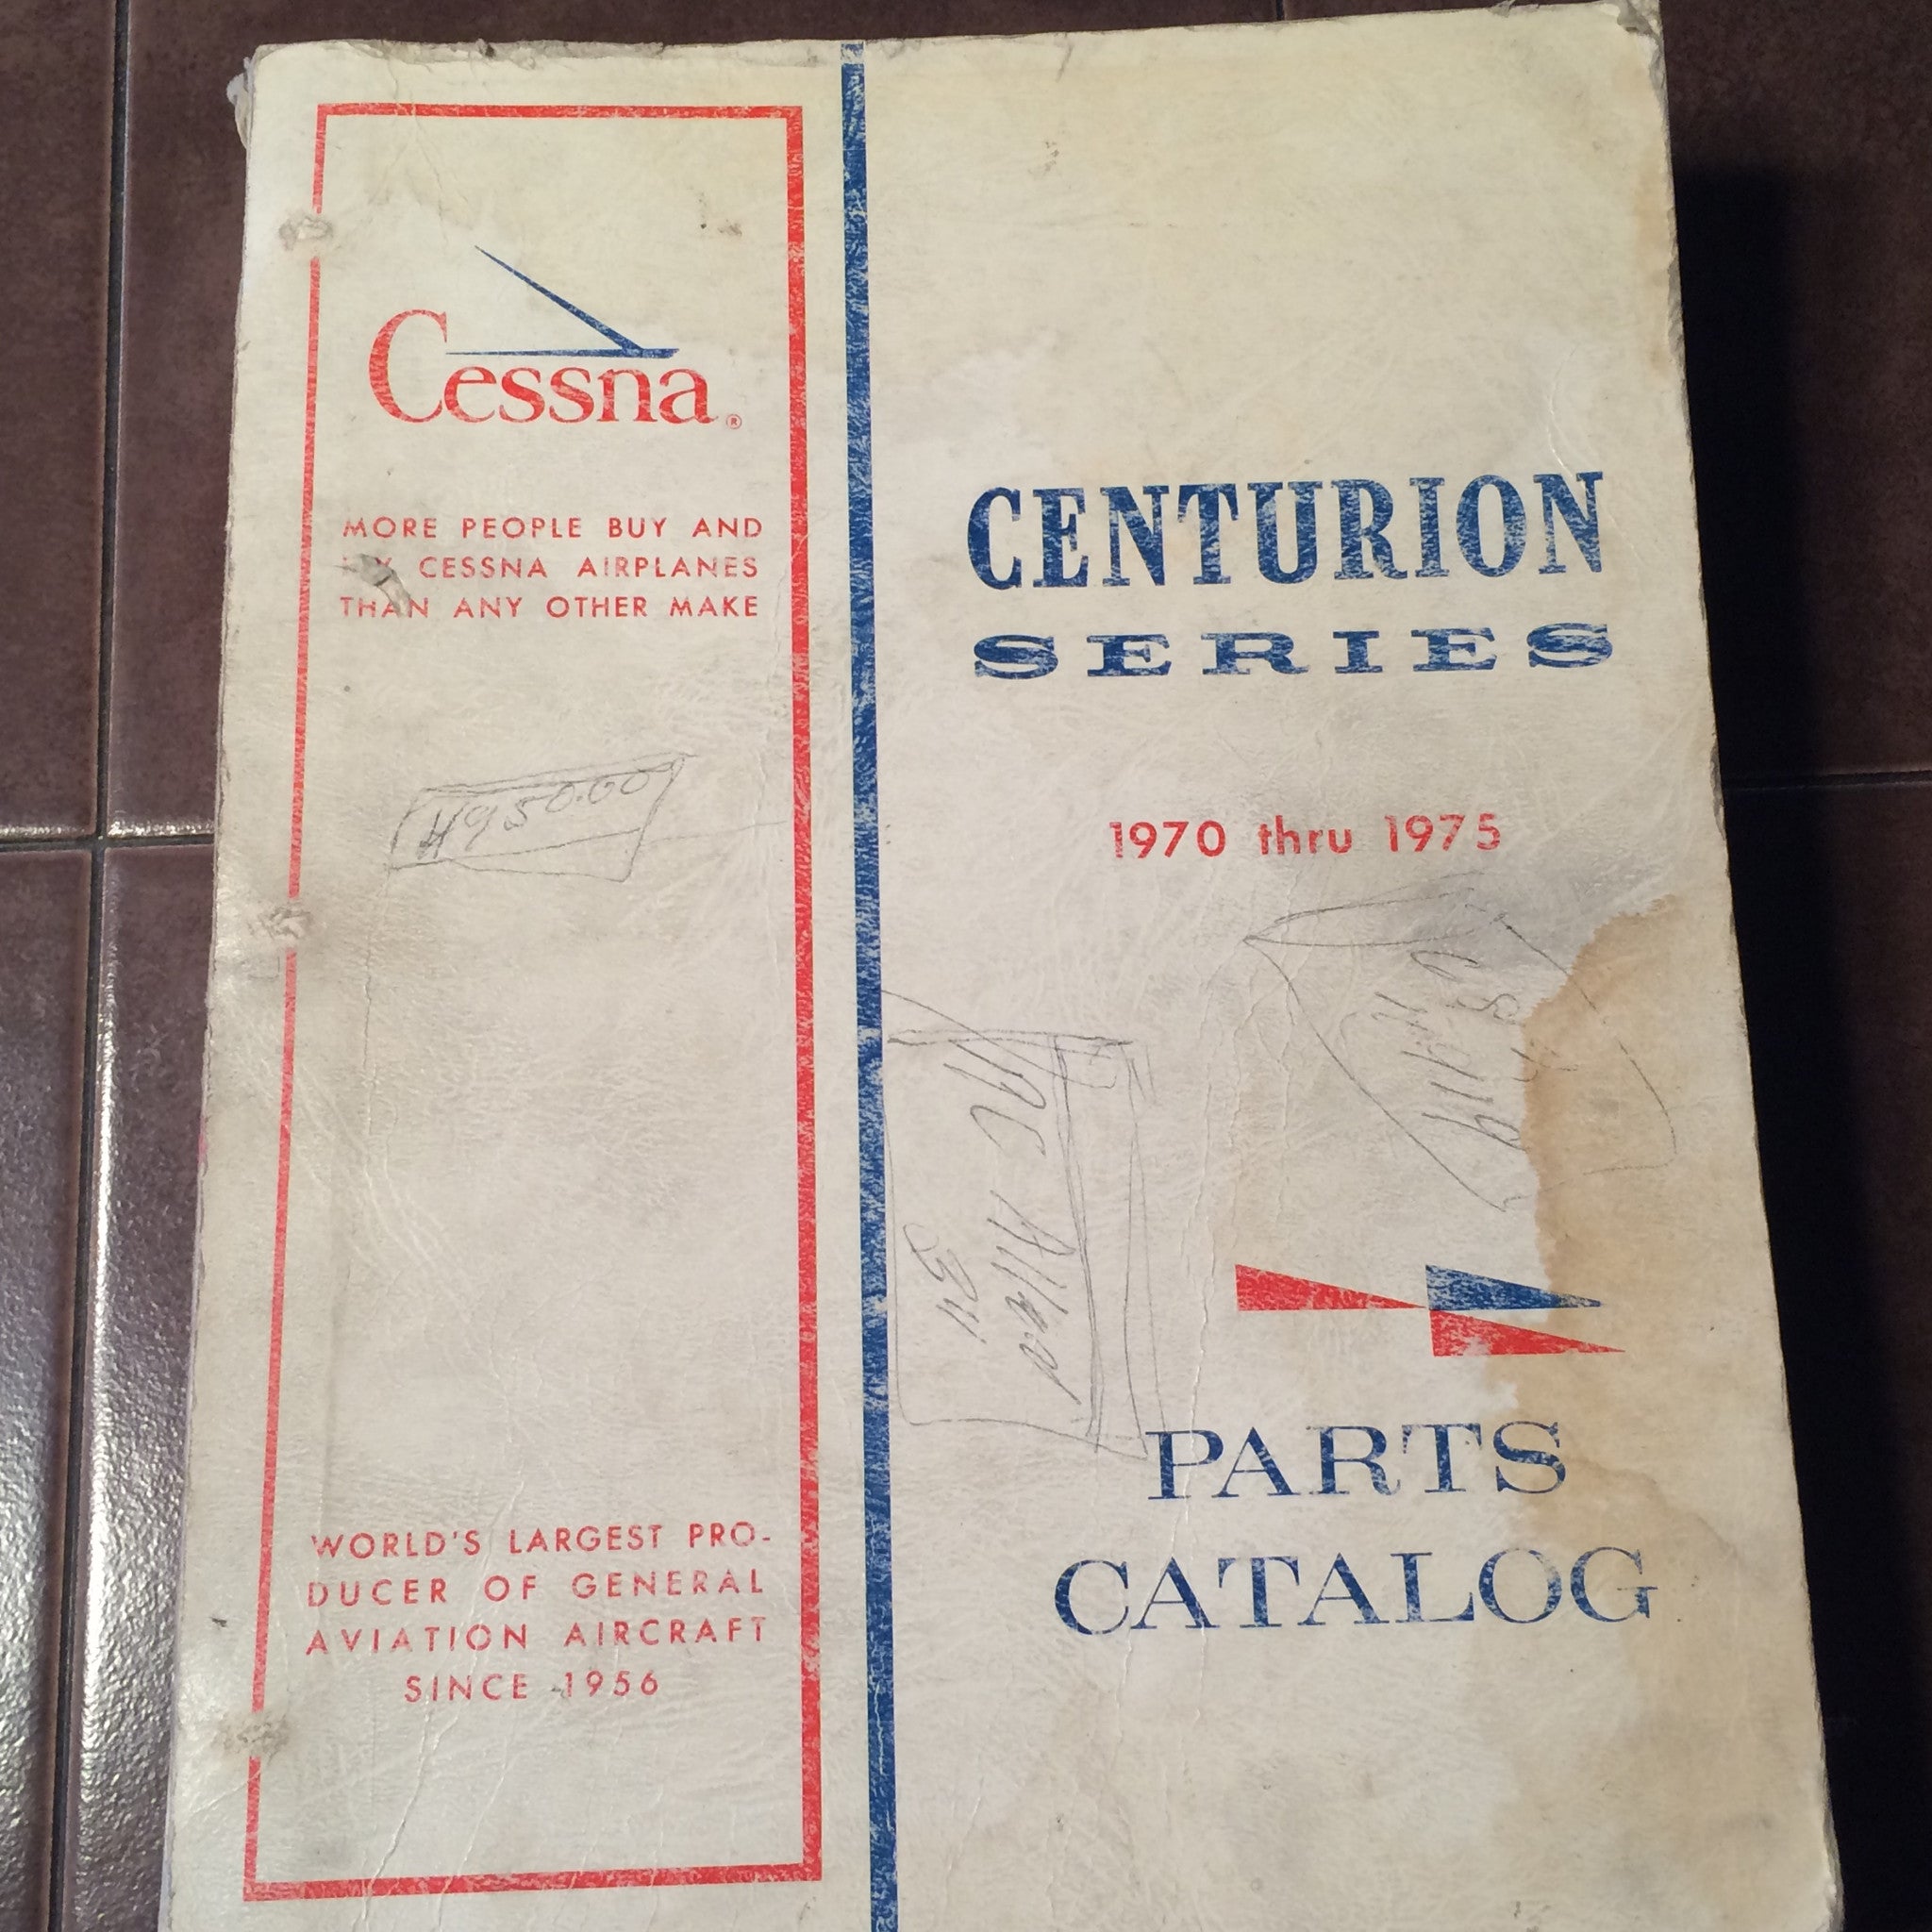 Cessna®
MORE PEOPLE BUY AND
FLY CESSNA AIRPLANES
THAN ANY OTHER MAKE
WORLD'S LARGEST PRO-
DUCER OF GENERAL
AVIATION AIRCRAFT
SINCE 1956
CENTURION
SERIES
1970 thru 1975
PARTS
CATALOG